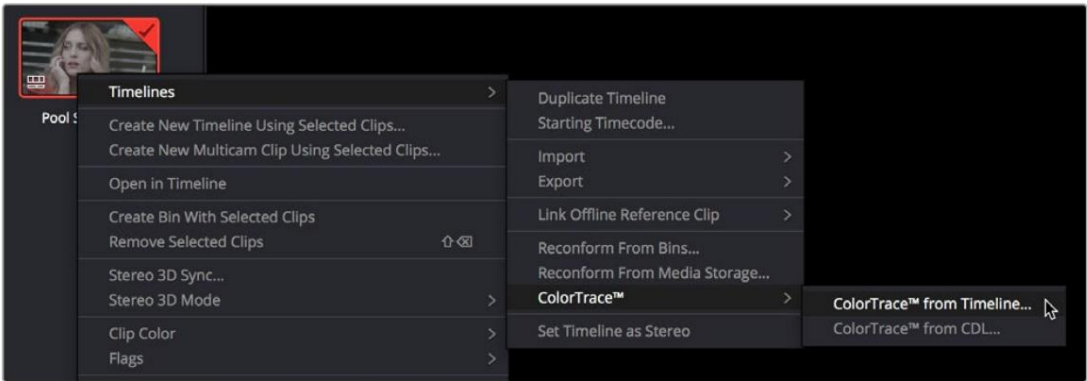 Pool S
Timelines
Create New Timeline Using Selected Clips...
Create New Multicam Clip Using Selected Clips...
Open in Timeline
Create Bin With Selected Clips
Remove Selected Clips
Stereo 3D Sync...
Stereo 3D Mode
Clip Color
Flags
Duplicate Timeline
Starting Timecode...
Import
Export
Link Offline Reference Clip
Reconform From Bins...
Reconform From Media Storage...
ColorTrace™
Set Timeline as Stereo
ColorTrace™ from Timeline...
ColorTrace™ from CDL...